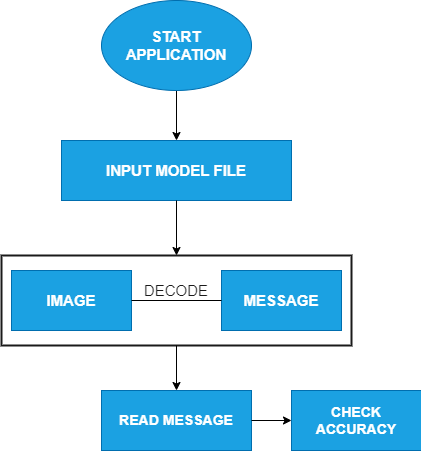 START
APPLICATION
INPUT MODEL FILE
IMAGE
DECODE
MESSAGE
READ MESSAGE
CHECK
ACCURACY